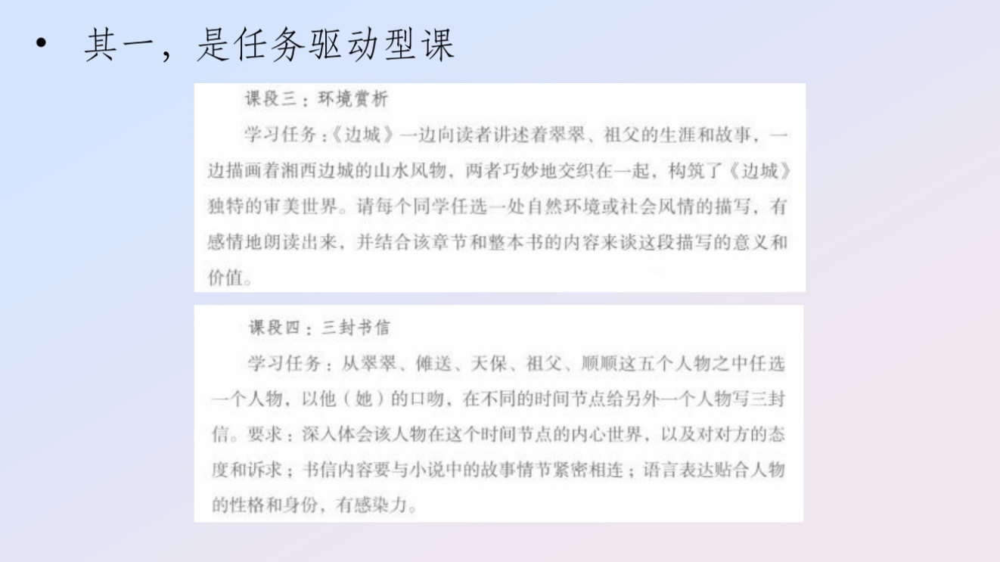 • 其一，是任务驱动型课
课段三：环境赏析
学习任务：《边城》一边向读者讲述着翠翠、祖父的生涯和故事，一
边描画着湘西边城的山水风物，两者巧妙地交织在一起，构筑了《边城》
独特的审美世界。请每个同学任选一处自然环境或社会风情的描写，有
感情地朗读出来，并结合该章节和整本书的内容来谈这段描写的意义和
价值。
课段四：三封书信
学习任务：从翠翠、傩送、天保、祖父、顺顺这五个人物之中任选
一个人物，以他（她）的口吻，在不同的时间节点给另外一个人物写三封
信。要求：深入体会该人物在这个时间节点的内心世界，以及对对方的态
度和诉求；书信内容要与小说中的故事情节紧密相连；语言表达贴合人物
的性格和身份，有感染力。